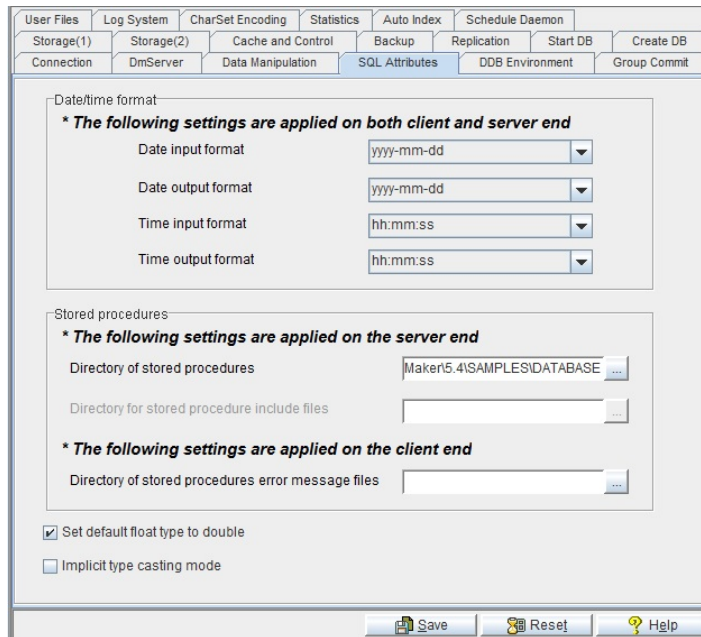 User Files Log System CharSet Encoding Statistics Auto Index Schedule Daemon
Storage(1) Storage(2) Cache and Control Backup Replication Start DB Create DB
Connection DmServer Data Manipulation SQL Attributes DDB Environment Group Commit
Date/time format
* The following settings are applied on both client and server end
Date input format yyyy-mm-dd
Date output format yyyy-mm-dd
Time input format hh:mm:ss
Time output format hh:mm:ss
Stored procedures
* The following settings are applied on the server end
Directory of stored procedures Maker\5.4\SAMPLES\DATABASE ...
Directory for stored procedure include files ...
* The following settings are applied on the client end
Directory of stored procedures error message files ...
Set default float type to double
Implicit type casting mode
Save Reset Help